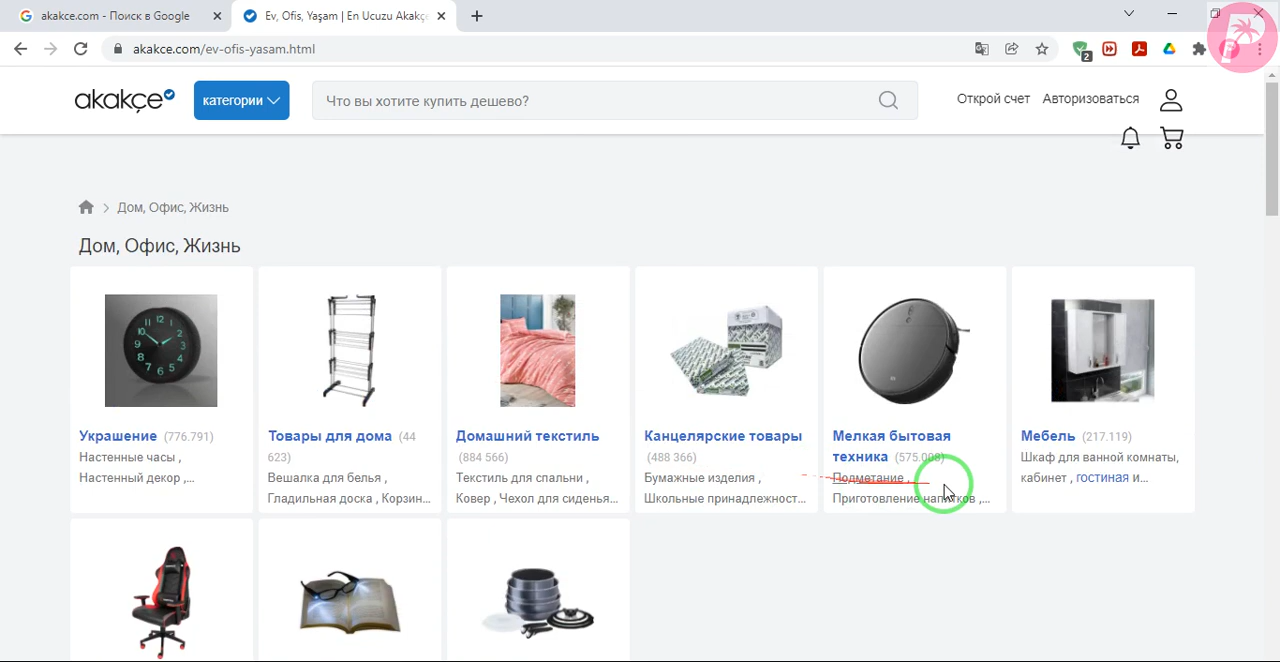 akakce.com - Поиск в Google
Ev, Ofis, Yaşam | En Ucuzu Akakç
akakce.com/ev-ofis-yasam.html
2
akakçe
категории
Что вы хотите купить дешево?
Открой счет
Авторизоваться
Дом, Офис, Жизнь
Дом, Офис, Жизнь
Украшение (776.791)
Настенные часы ,
Настенный декор ,...
Товары для дома (44
623)
Вешалка для белья ,
Гладильная доска , Корзин...
Домашний текстиль
(884 566)
Текстиль для спальни ,
Ковер , Чехол для сиденья...
Канцелярские товары
(488 366)
Бумажные изделия ,
Школьные принадлежност...
Мелкая бытовая
техника (575.008)
Подметание ,
Приготовление напитков ,...
Мебель (217.119)
Шкаф для ванной комнаты,
кабинет , гостиная и...